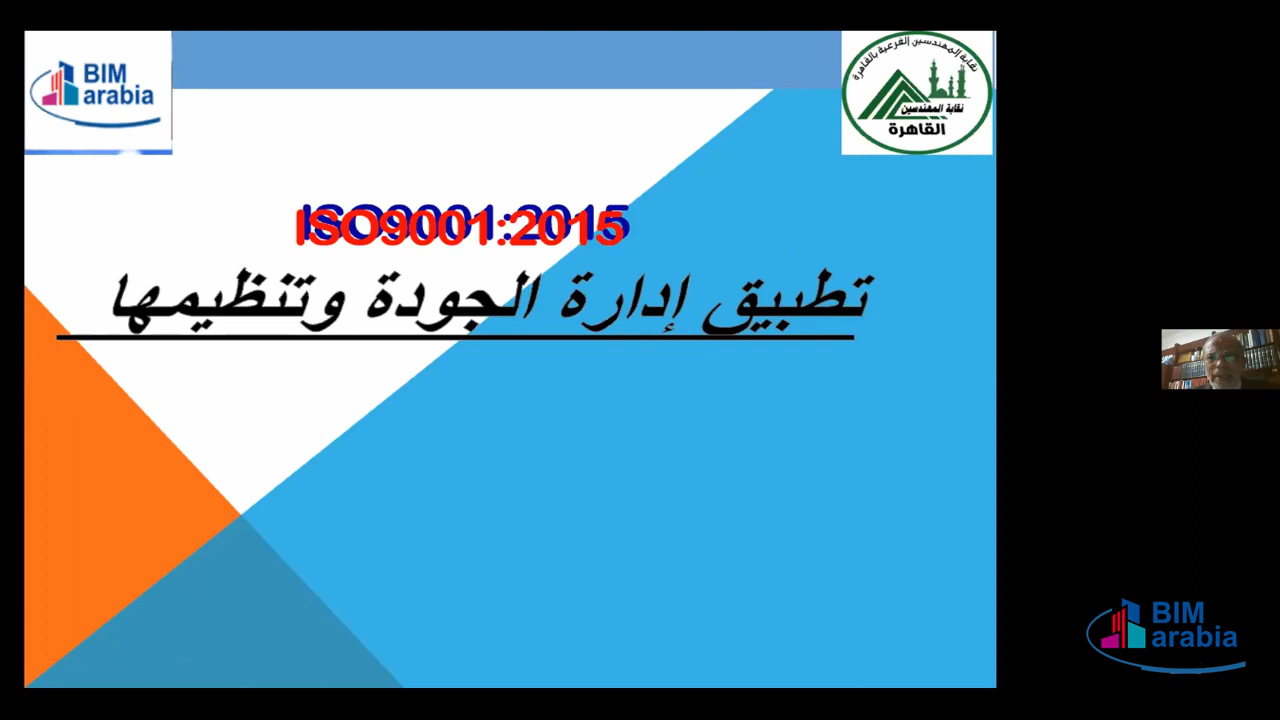 BIM
arabia
نقابة المهندسين الفرعية بالقاهرة
نقابة المهندسين
القاهرة
ISO9001:2015
تطبيق إدارة الجودة وتنظيمها
BIM
arabia